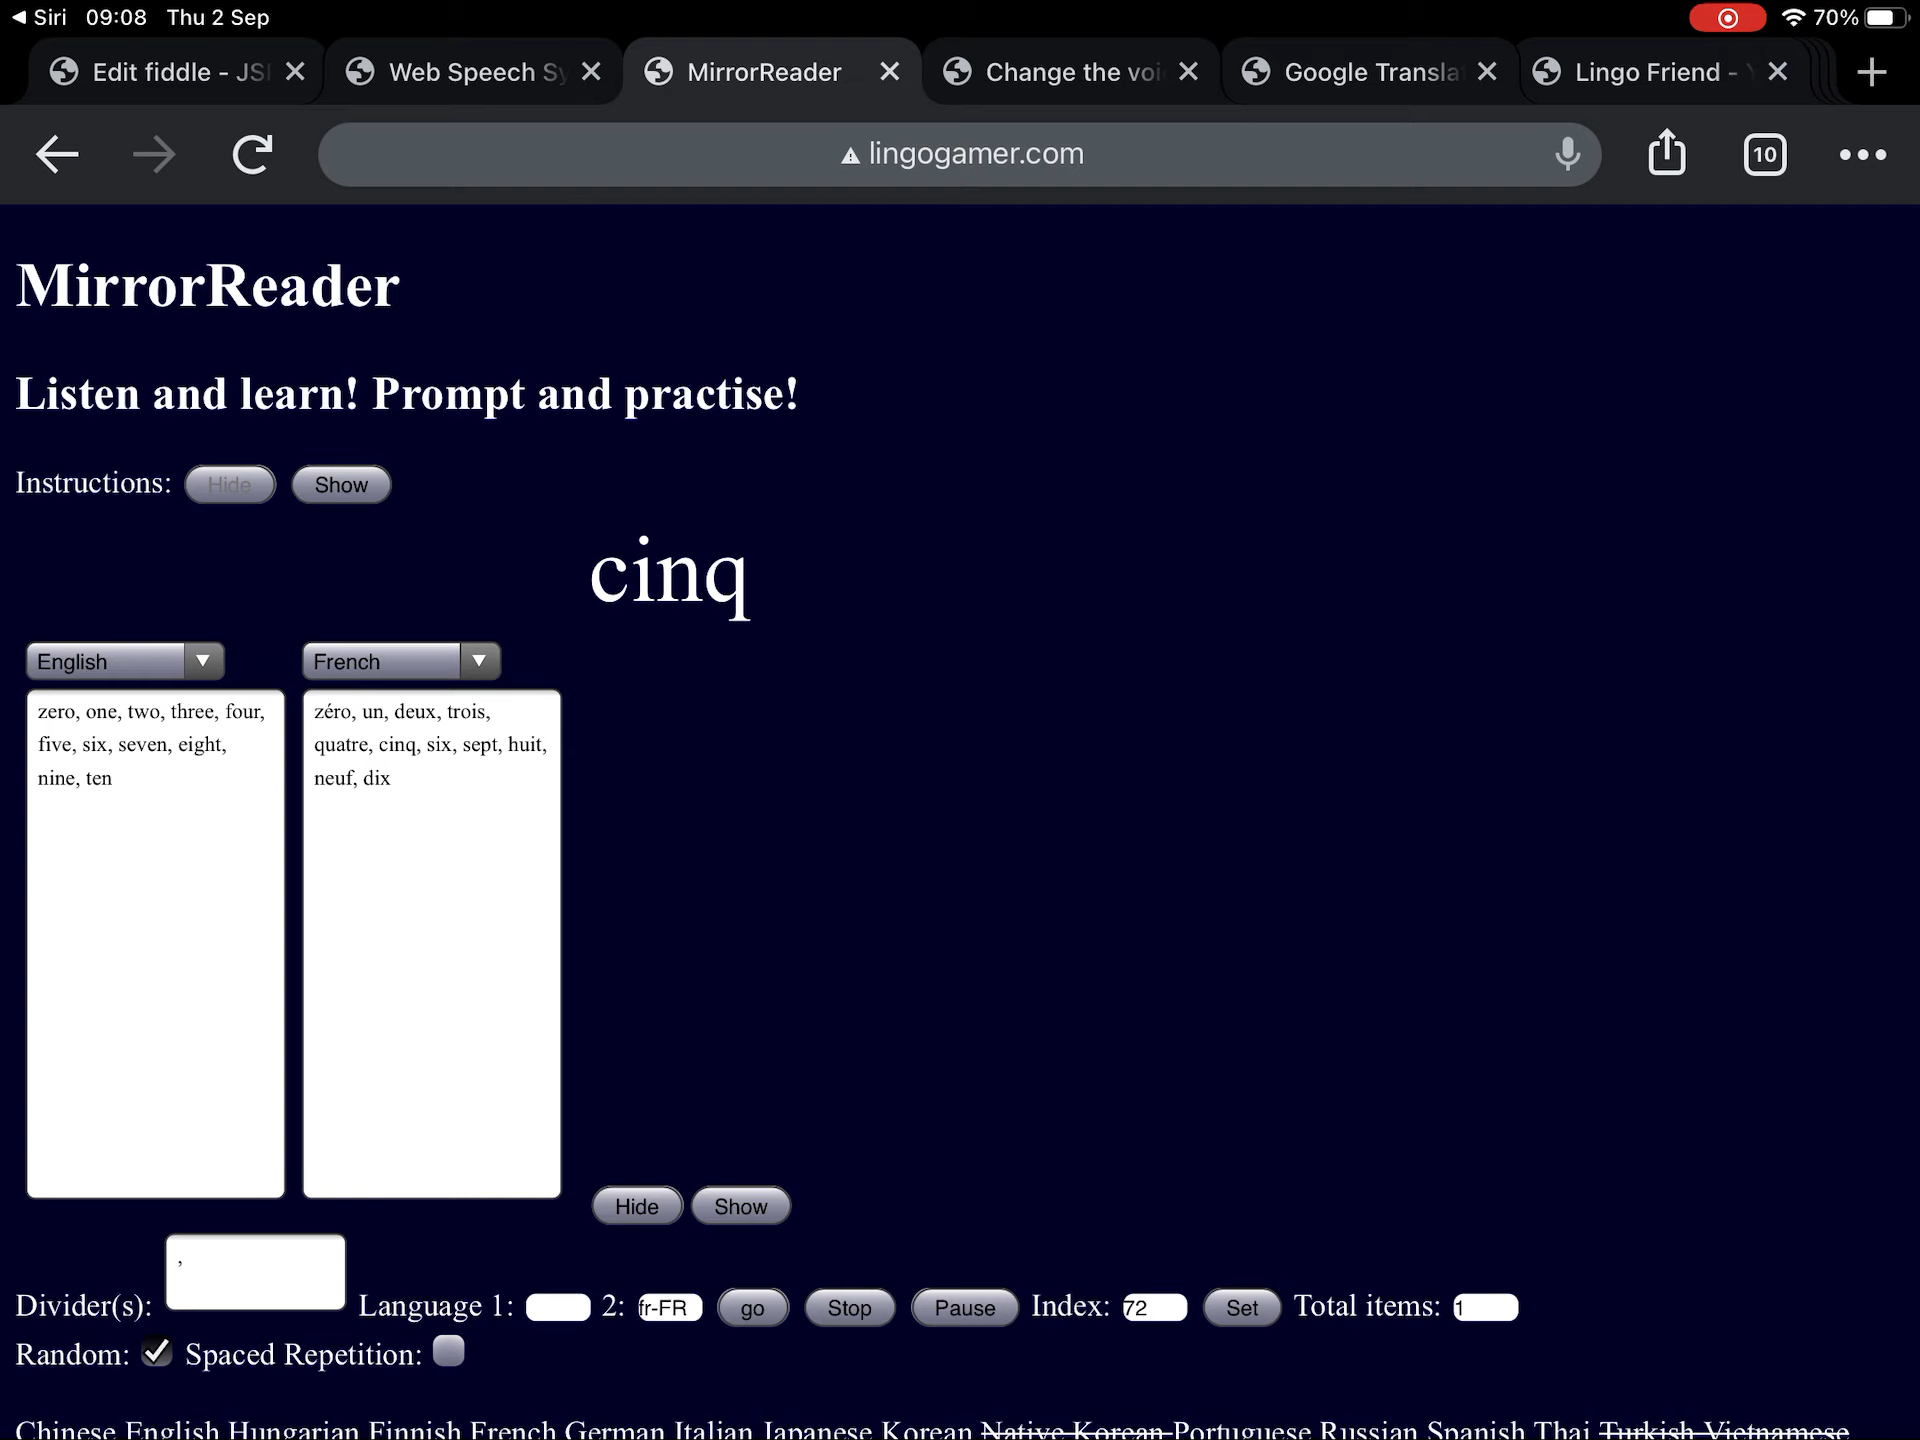 Siri 09:08 Thu 2 Sep 70%
Edit fiddle - JSI Web Speech Sy MirrorReader Change the voi Google Transla Lingo Friend -
lingogamer.com 10
MirrorReader
Listen and learn! Prompt and practise!
Instructions: Hide Show
cinq
English French
zero, one, two, three, four,
five, six, seven, eight,
nine, ten
zéro, un, deux, trois,
quatre, cinq, six, sept, huit,
neuf, dix
Hide Show
,
Divider(s): Language 1: 2: fr-FR go Stop Pause Index: 72 Set Total items: 1
Random: Spaced Repetition:
Chinese English Hungarian Finnish French German Italian Japanese Korean Native Korean Portuguese Russian Spanish Thai Turkish Vietnamese